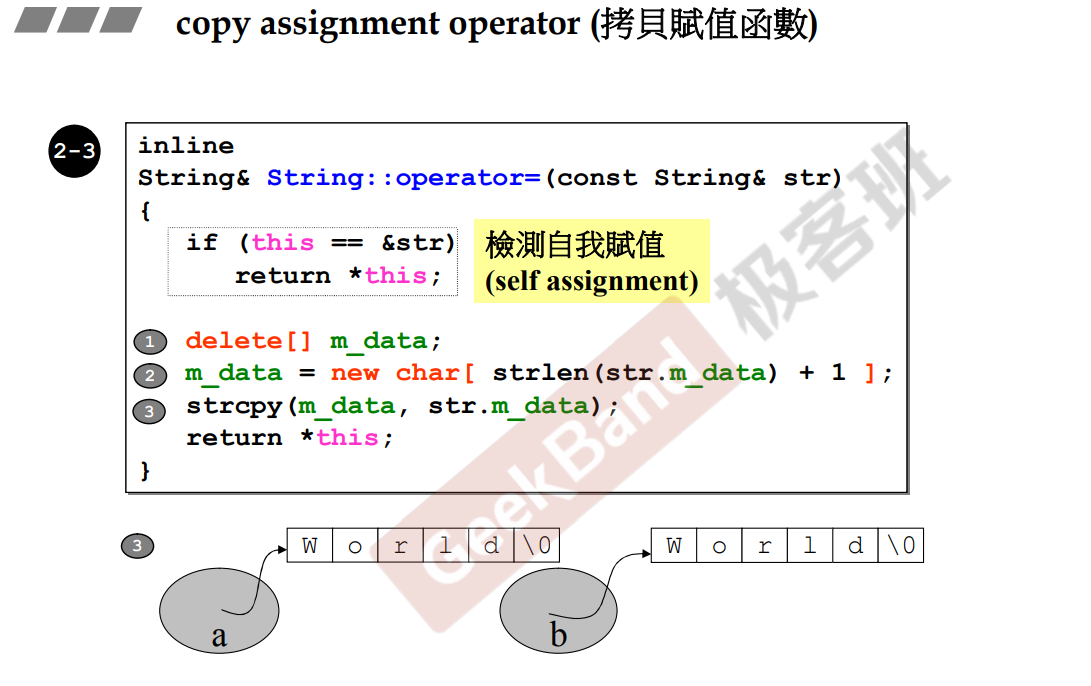 copy assignment operator (拷貝賦值函數)
2-3
inline
String& String::operator=(const String& str)
{
if (this == &str)
return *this;
檢測自我賦值
(self assignment)
1 delete[] m_data;
2 m_data = new char[ strlen(str.m_data) + 1 ];
3 strcpy(m_data, str.m_data);
return *this;
}
GeekBand 极客班
3
W o r l d \0
W o r l d \0
a
b